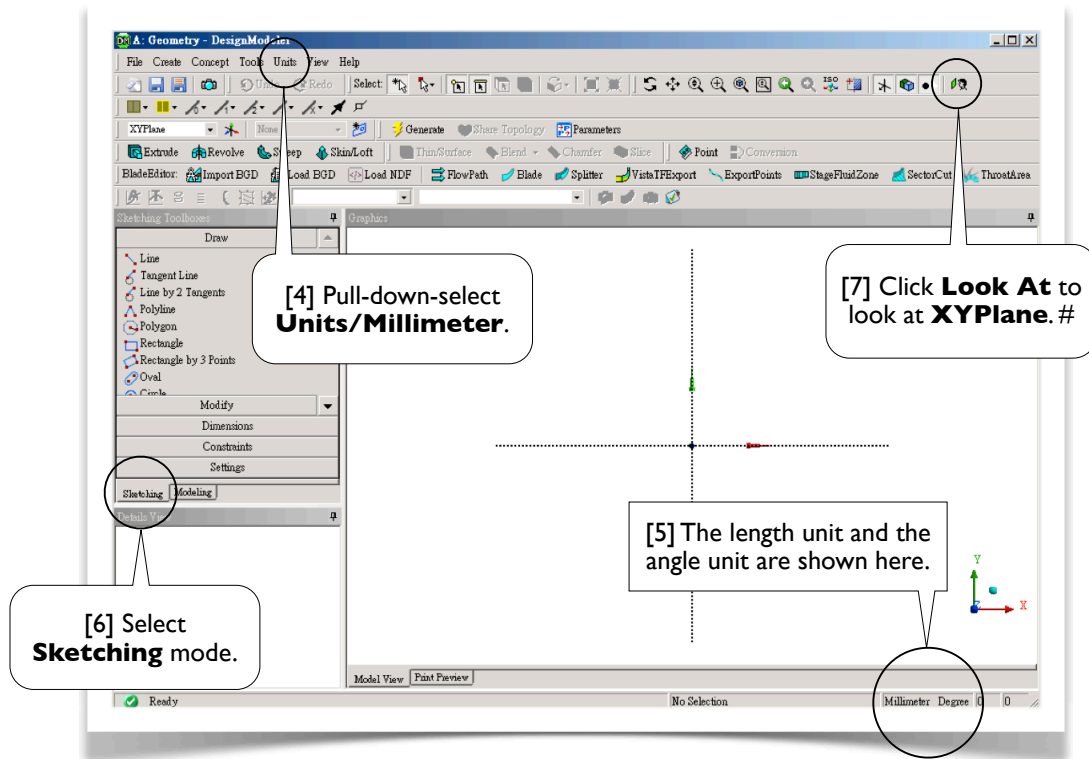 A: Geometry - DesignModeler
File Create Concept Tools Units View Help
Undo Redo Select:
ISO
XYPlane None Generate Share Topology Parameters
Extrude Revolve Sweep Skin/Loft Thin/Surface Blend Chamfer Slice Point Conversion
BladeEditor: Import BGD Load BGD Load NDF FlowPath Blade Splitter VistaTFExport ExportPoints StageFluidZone SectorCut ThroatArea
Sketching Toolboxes
Graphics
Draw
Line
Tangent Line
Line by 2 Tangents
Polyline
Polygon
Rectangle
Rectangle by 3 Points
Oval
Circle
Modify
Dimensions
Constraints
Settings
Sketching Modeling
Details View
[4] Pull-down-select
Units/Millimeter.
[7] Click Look At to
look at XYPlane. #
[5] The length unit and the
angle unit are shown here.
[6] Select
Sketching mode.
Y
Z
X
Model View Print Preview
Ready No Selection Millimeter Degree 0 0